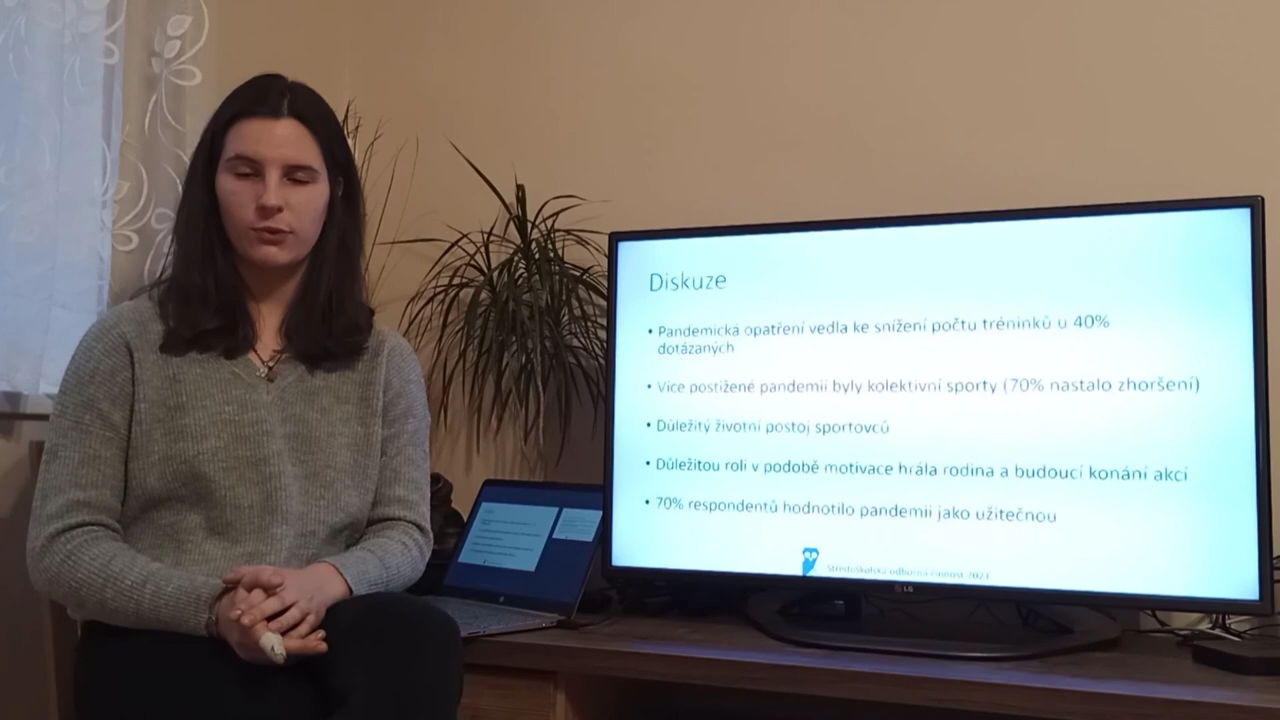 Diskuze
• Pandemická opatření vedla ke snížení počtu tréninků u 40%
dotázaných
• Více postižené pandemií byly kolektivní sporty (70% nastalo zhoršení)
• Důležitý životní postoj sportovců
• Důležitou roli v podobě motivace hrála rodina a budoucí konání akcí
• 70% respondentů hodnotilo pandemii jako užitečnou
Středoškolská odborná činnost 2021
LG